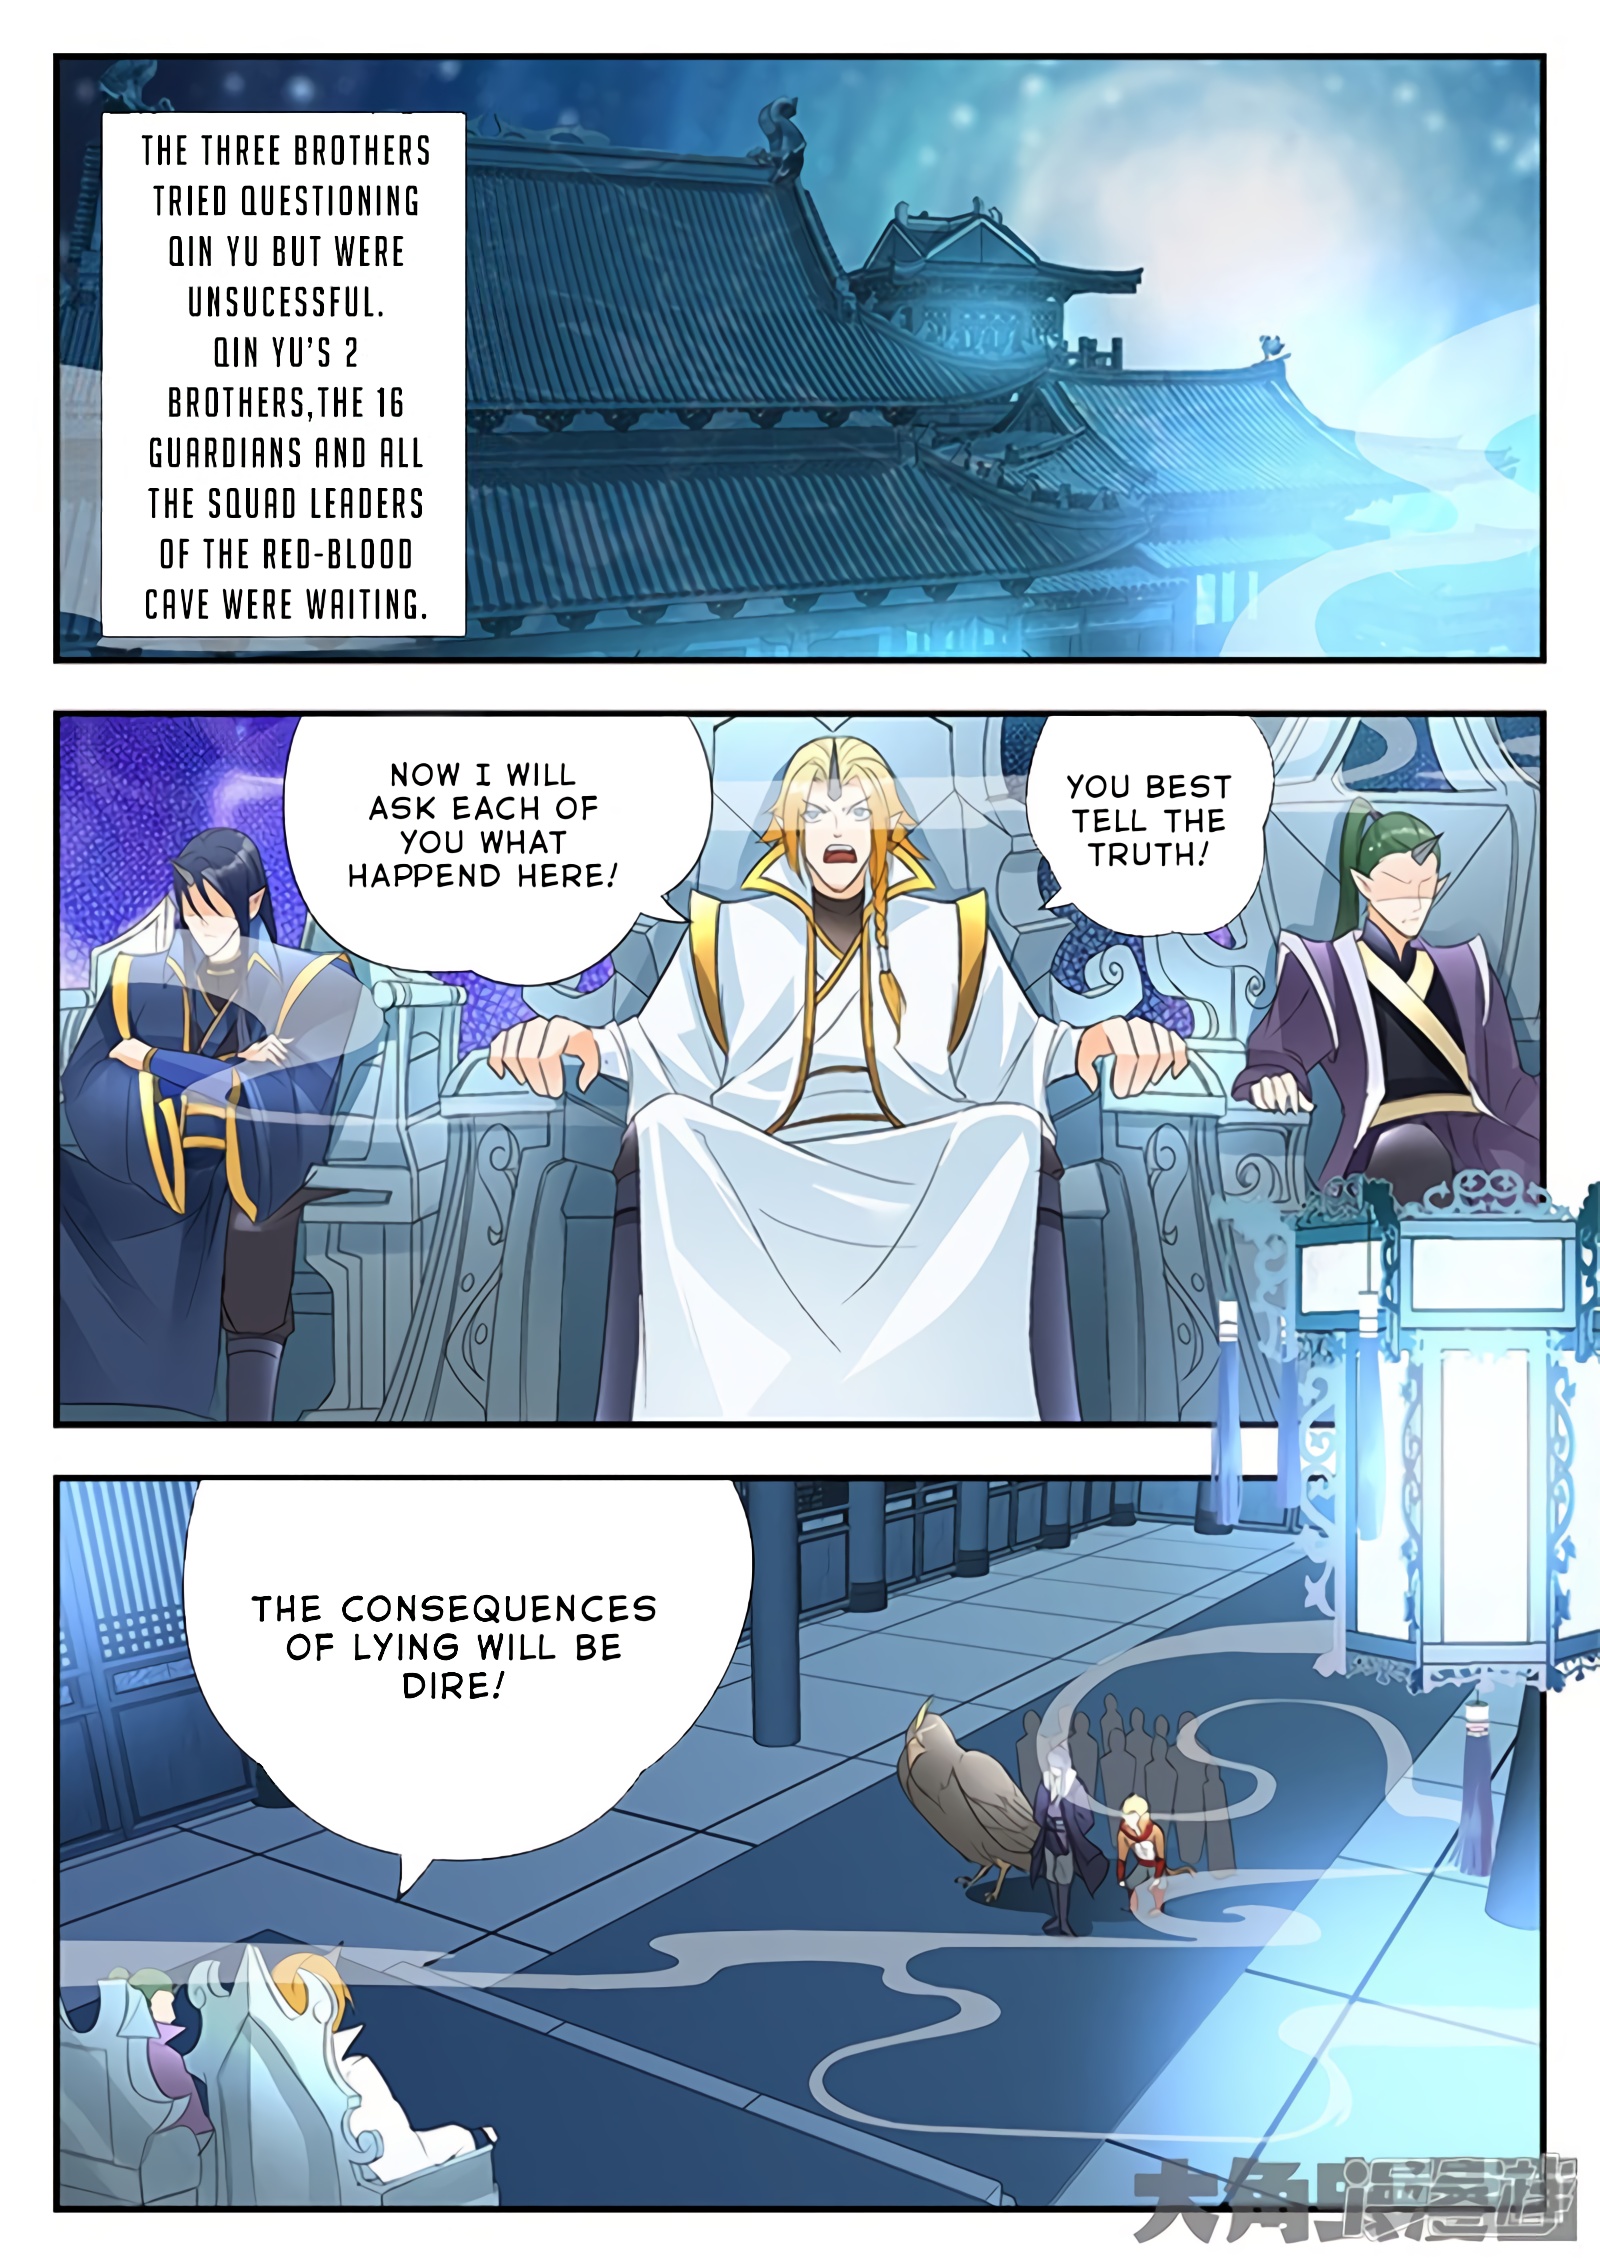 THE THREE BROTHERS
TRIED QUESTIONING
QIN YU BUT WERE
UNSUCESSFUL.
QIN YU'S 2
BROTHERS,THE 16
GUARDIANS AND ALL
THE SQUAD LEADERS
OF THE RED-BLOOD
CAVE WERE WAITING.
NOW I WILL
ASK EACH OF
YOU WHAT
HAPPEND HERE!
YOU BEST
TELL THE
TRUTH!
THE CONSEQUENCES
OF LYING WILL BE
DIRE!
大角虫漫画